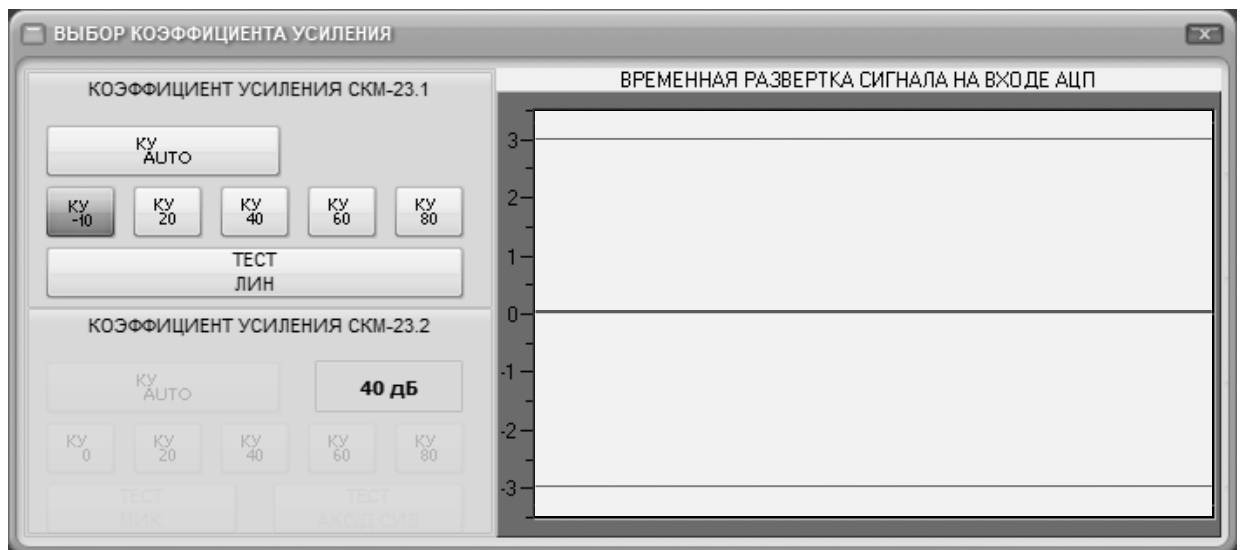 ВЫБОР КОЭФФИЦИЕНТА УСИЛЕНИЯ
КОЭФФИЦИЕНТ УСИЛЕНИЯ СКМ-23.1
КУ
AUTO
КУ
-10
КУ
20
КУ
40
КУ
60
КУ
80
ТЕСТ
ЛИН
КОЭФФИЦИЕНТ УСИЛЕНИЯ СКМ-23.2
КУ
AUTO
40 дБ
КУ
0
КУ
20
КУ
40
КУ
60
КУ
80
ТЕСТ
МИК
ТЕСТ
ВРЕМЕННАЯ РАЗВЕРТКА СИГНАЛА НА ВХОДЕ АЦП
3
2
1
0
-1
-2
-3